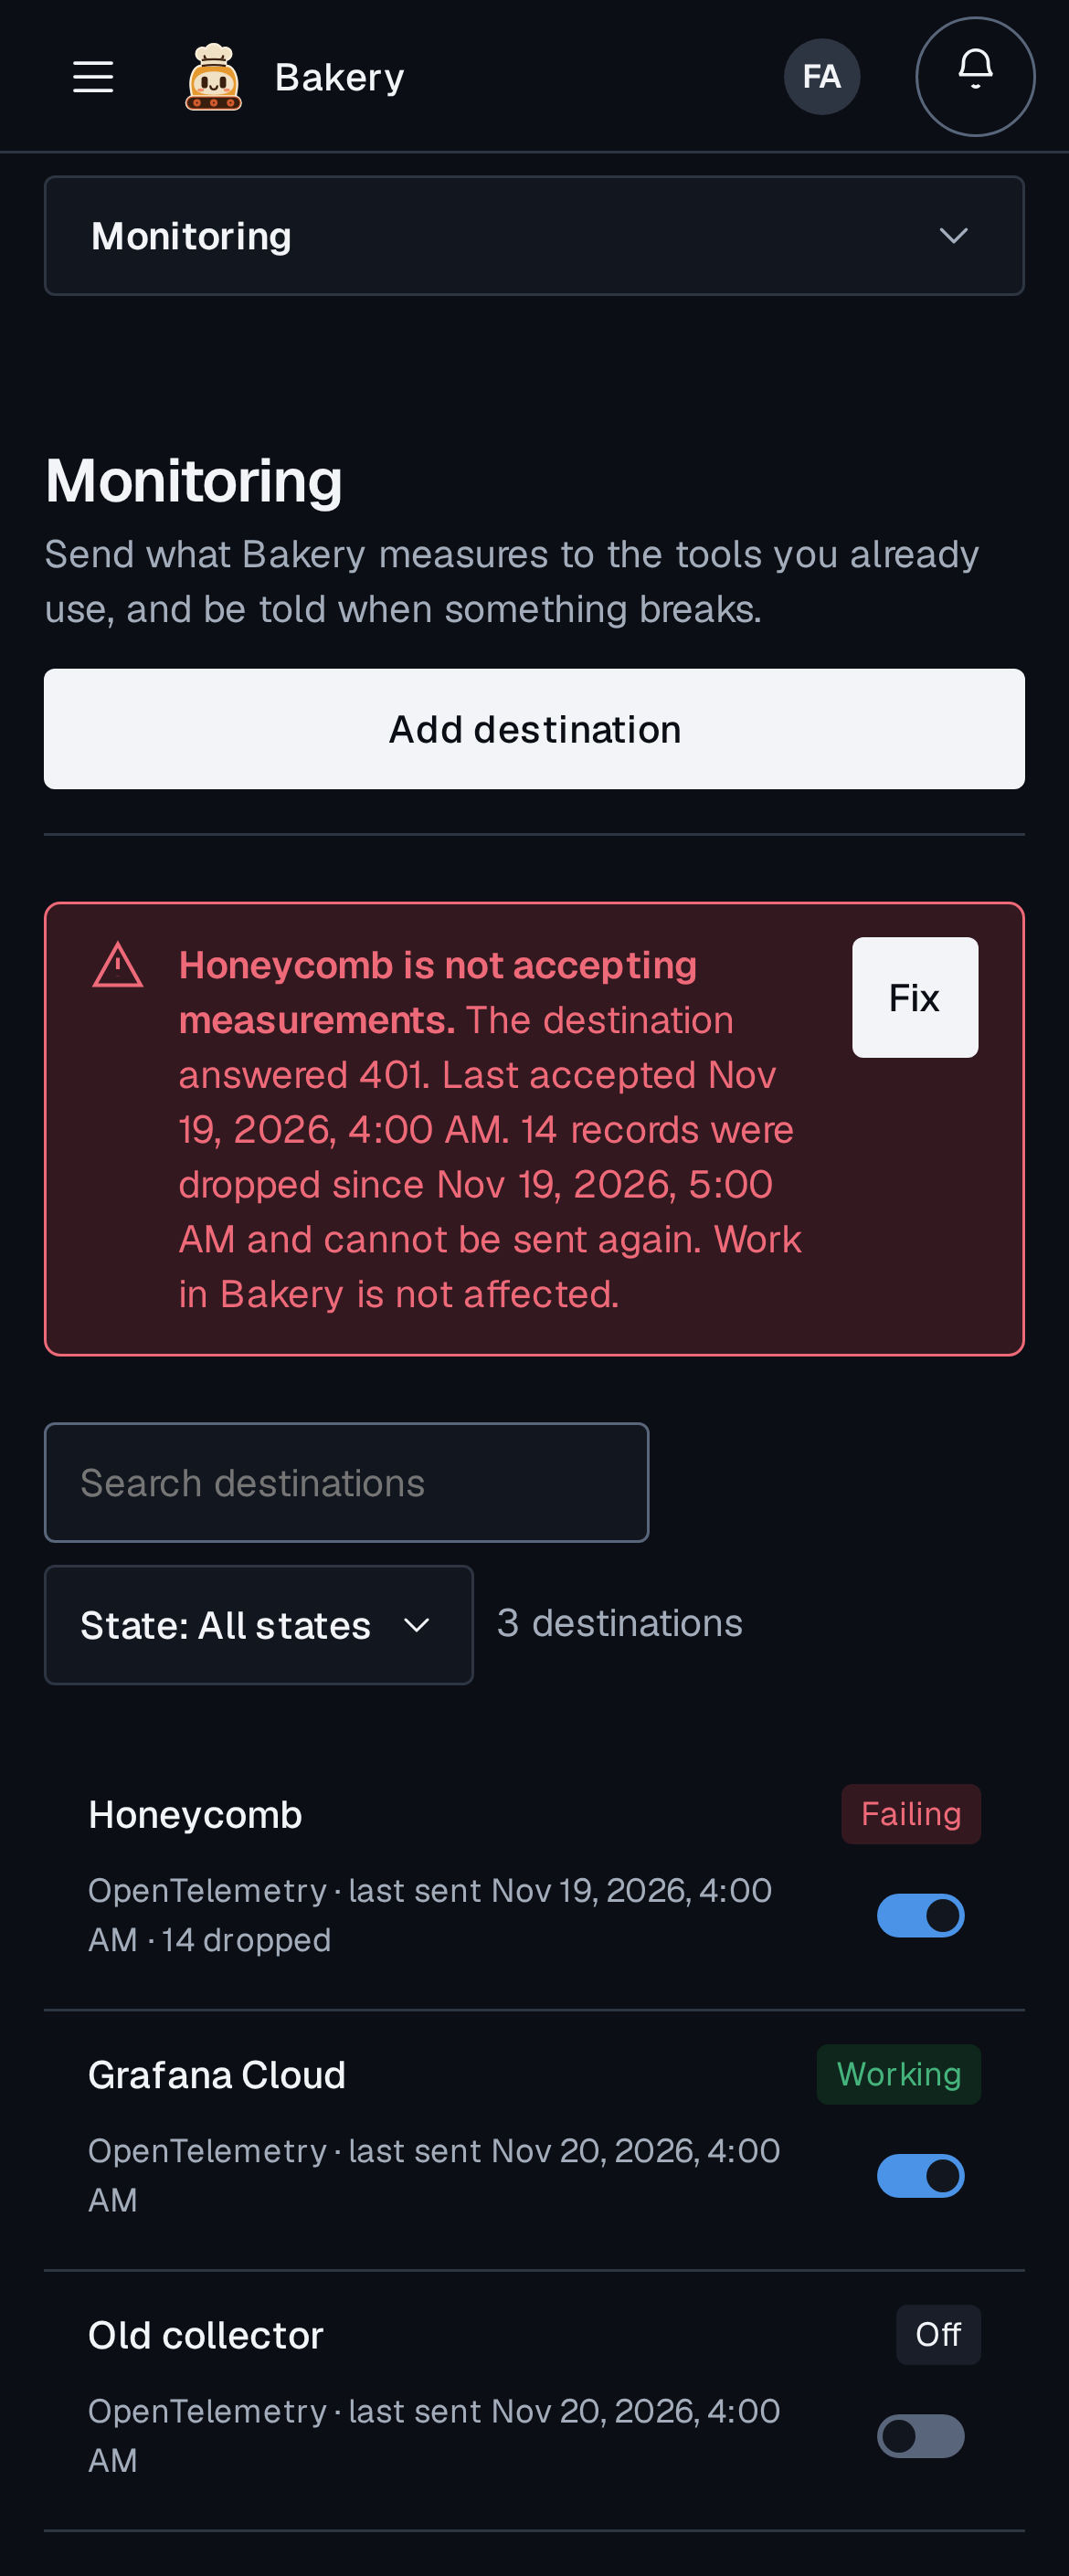 Bakery
FA
Monitoring
Monitoring
Send what Bakery measures to the tools you already
use, and be told when something breaks.
Add destination
Honeycomb is not accepting
measurements. The destination
answered 401. Last accepted Nov
19, 2026, 4:00 AM. 14 records were
dropped since Nov 19, 2026, 5:00
AM and cannot be sent again. Work
in Bakery is not affected.
Fix
Search destinations
State: All states
3 destinations
Honeycomb
Failing
OpenTelemetry · last sent Nov 19, 2026, 4:00
AM · 14 dropped
Grafana Cloud
Working
OpenTelemetry · last sent Nov 20, 2026, 4:00
AM
Old collector
Off
OpenTelemetry · last sent Nov 20, 2026, 4:00
AM